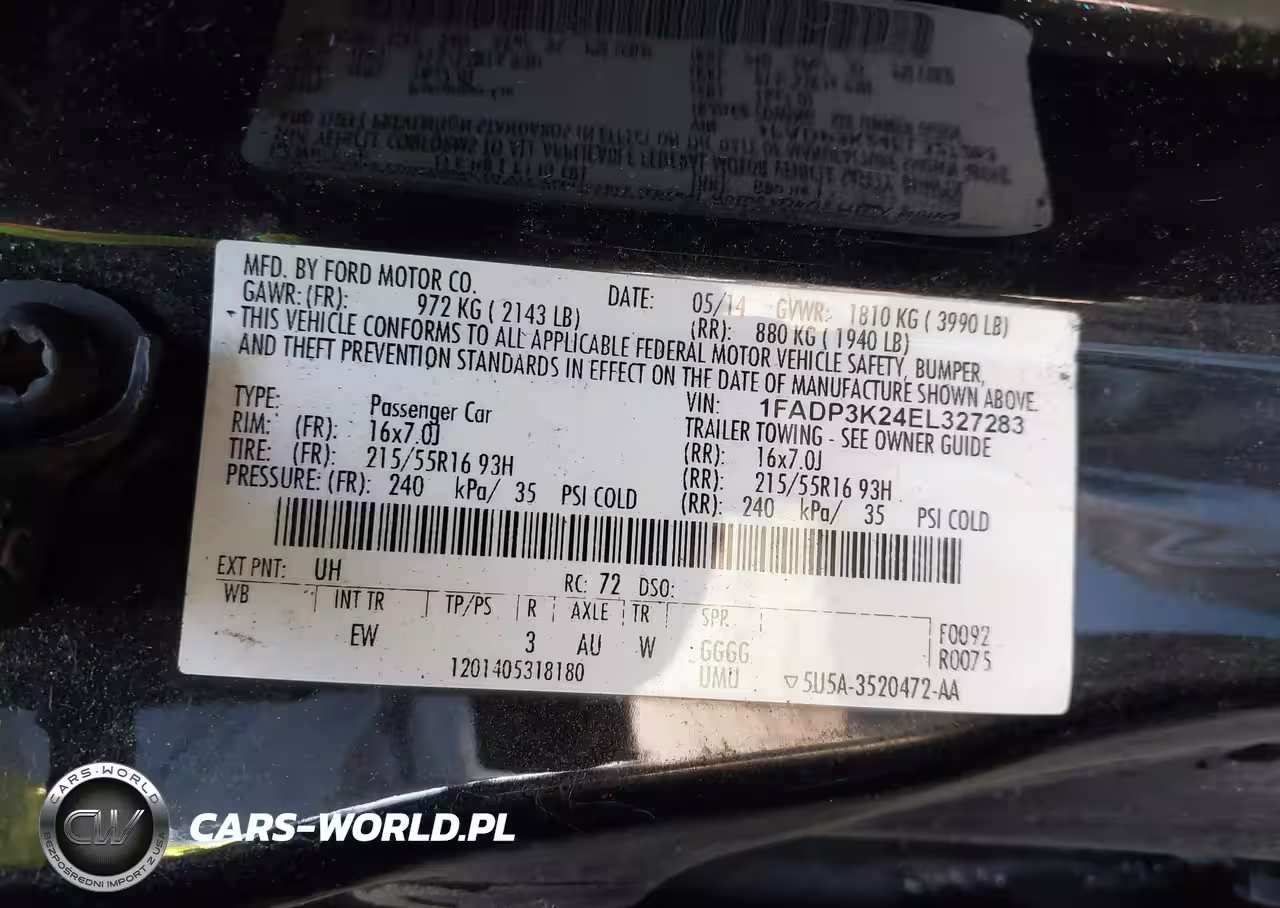 MFD. BY FORD MOTOR CO. DATE: 05/14 GVWR: 1810 KG ( 3990 LB)
GAWR: (FR): 972 KG ( 2143 LB) (RR): 880 KG ( 1940 LB)
THIS VEHICLE CONFORMS TO ALL APPLICABLE FEDERAL MOTOR VEHICLE SAFETY, BUMPER,
AND THEFT PREVENTION STANDARDS IN EFFECT ON THE DATE OF MANUFACTURE SHOWN ABOVE.
VIN: 1FADP3K24EL327283
TYPE: Passenger Car TRAILER TOWING - SEE OWNER GUIDE
RIM: (FR): 16x7.0J (RR): 16x7.0J
TIRE: (FR): 215/55R16 93H (RR): 215/55R16 93H
PRESSURE: (FR): 240 kPa/ 35 PSI COLD (RR): 240 kPa/ 35 PSI COLD
EXT PNT: UH RC: 72 DSO:
WB INT TR TP/PS R AXLE TR SPR F0092
EW 3 AU W GGGG R0075
1201405318180 UMU ▽5U5A-3520472-AA
CARS-WORLD
CW
BEZPOŚREDNI IMPORT Z USA
CARS-WORLD.PL